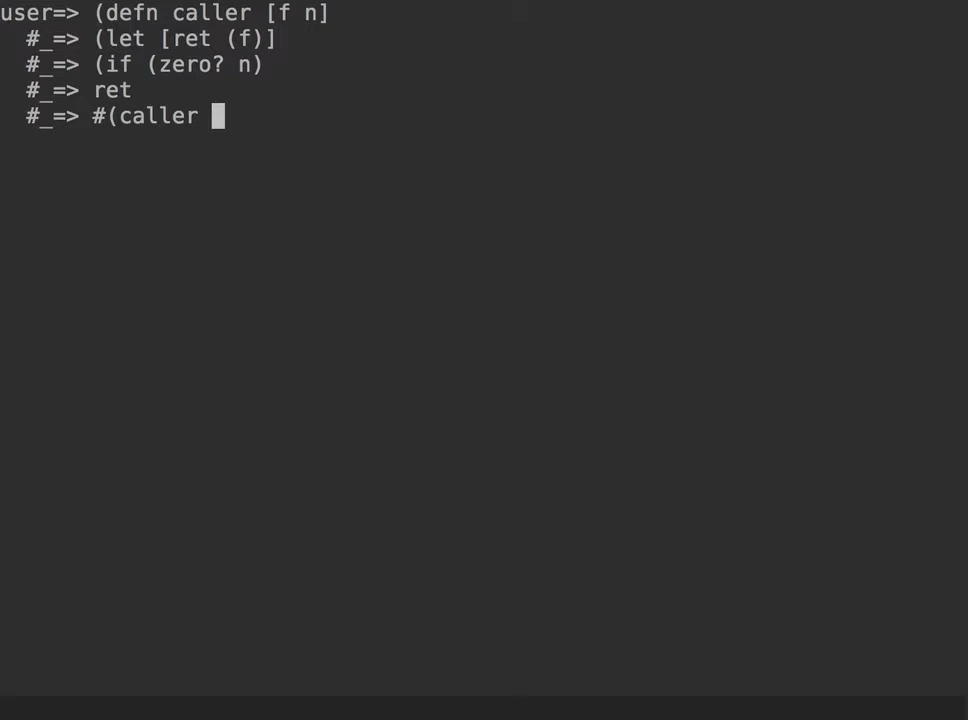 user=> (defn caller [f n]
  #_=> (let [ret (f)]
  #_=> (if (zero? n)
  #_=> ret
  #_=> #(caller